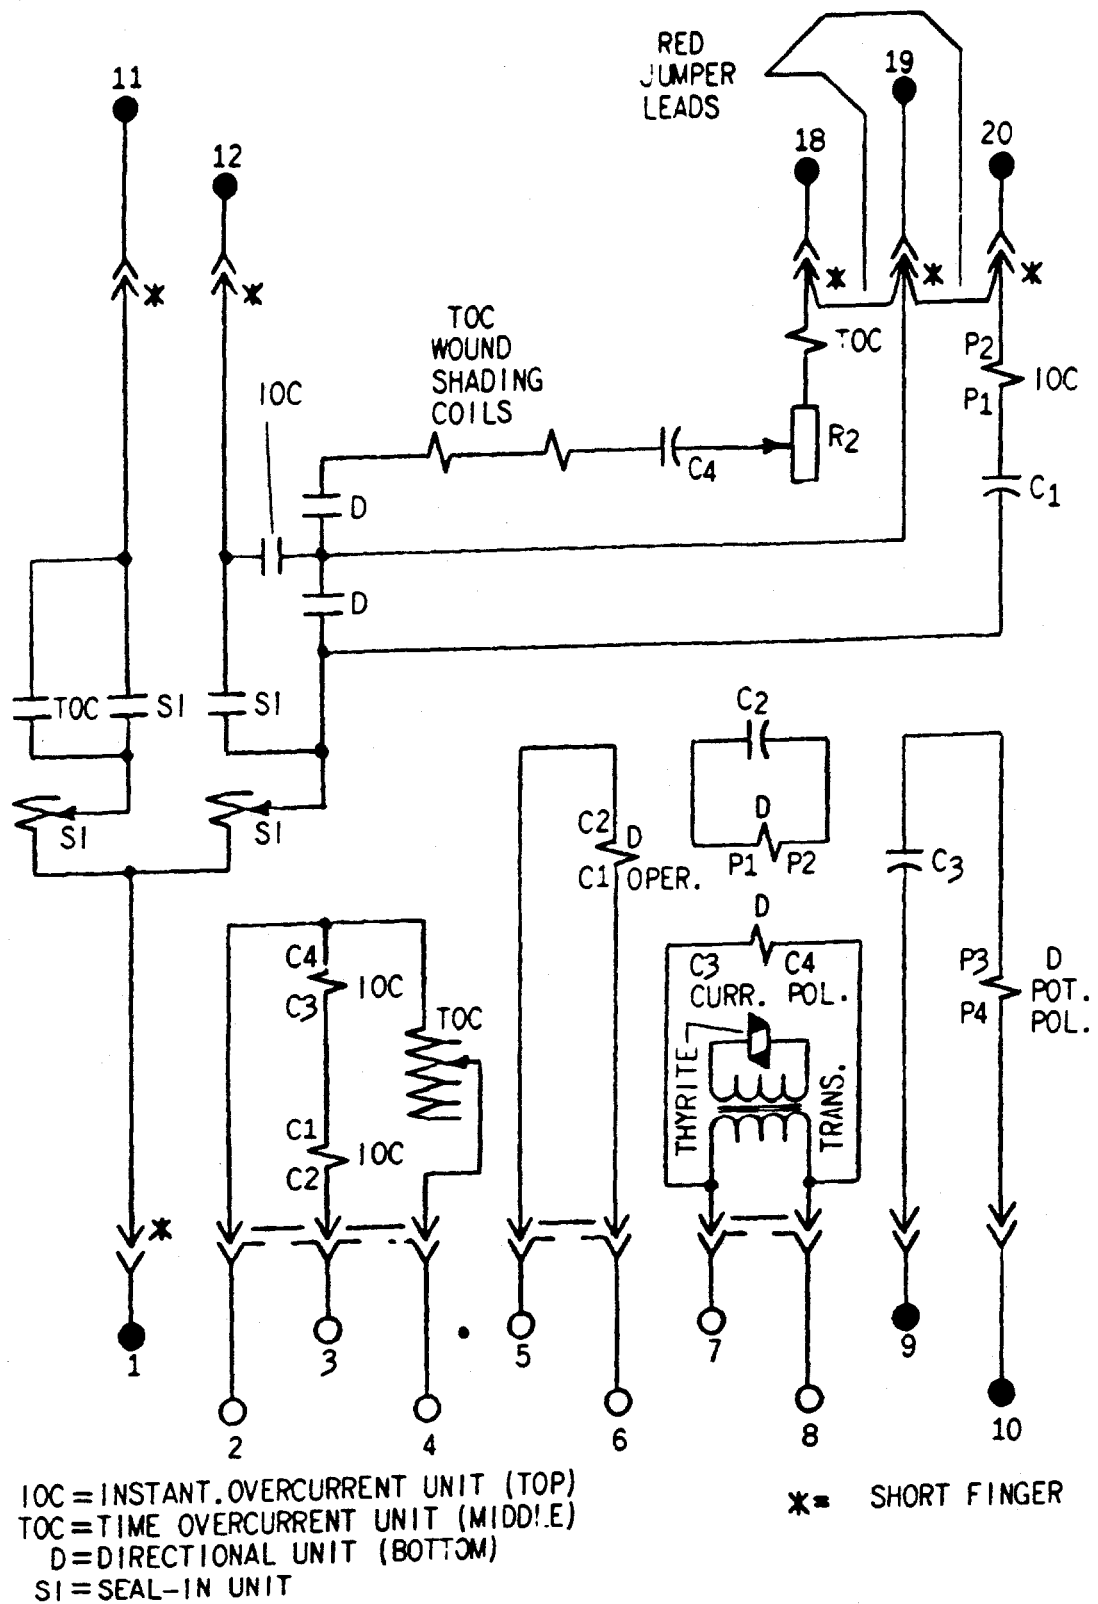 RED
JUMPER
LEADS
11
12
19
18
20
*
*
*
*
*
TOC
WOUND
SHADING
COILS
IOC
TOC
P2
IOC
P1
R2
C4
C1
D
D
TOC
SI
SI
SI
SI
C2
D
P1 P2
C2
D
C1 OPER.
C3
D
C3 C4
CURR. POL.
THYRITE
TRANS.
P3
P4
D
POT.
POL.
C4
IOC
C3
TOC
C1
IOC
C2
*
1
2
3
4
5
6
7
8
9
10
IOC=INSTANT.OVERCURRENT UNIT (TOP)
TOC=TIME OVERCURRENT UNIT (MIDDLE)
D=DIRECTIONAL UNIT (BOTTOM)
SI=SEAL-IN UNIT
*= SHORT FINGER